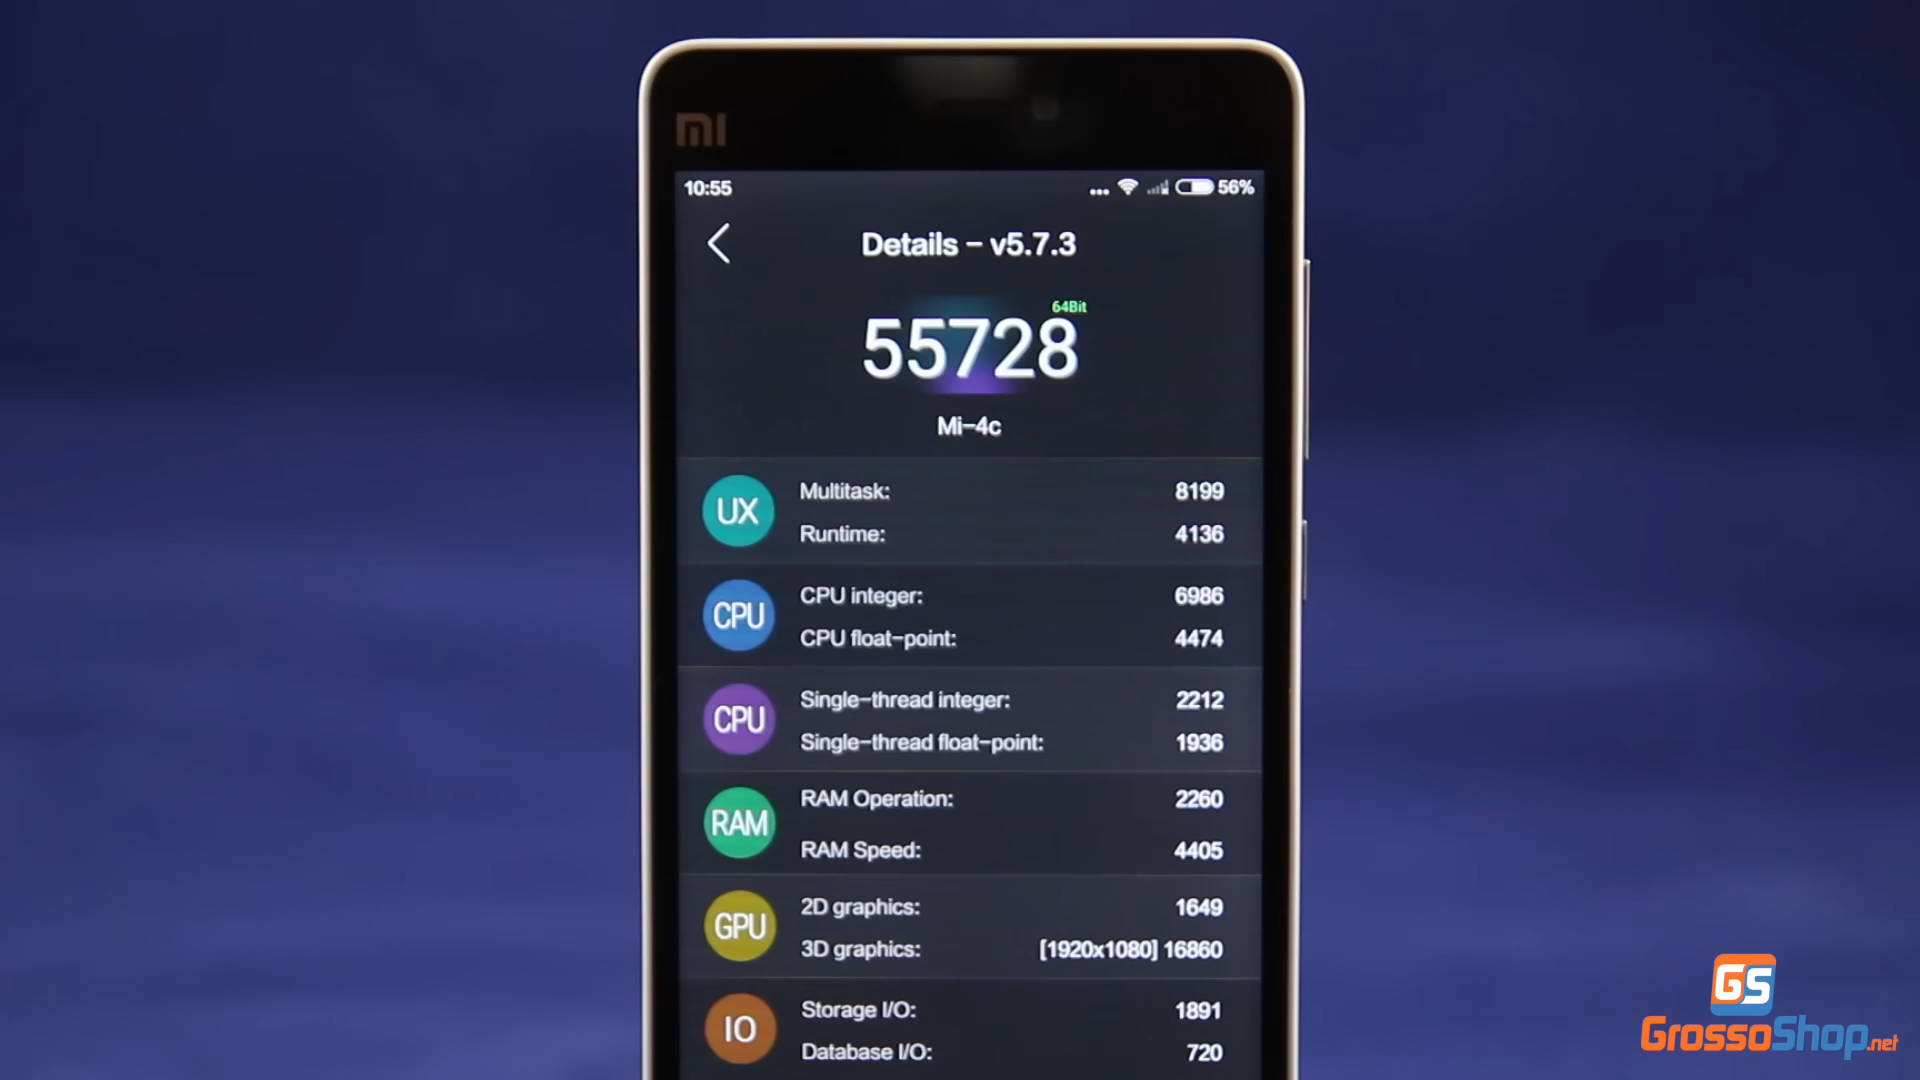 MI
10:55 ... 56%
Details - v5.7.3
64Bit
55728
Mi-4c
UX
Multitask: 8199
Runtime: 4136
CPU
CPU integer: 6986
CPU float-point: 4474
CPU
Single-thread integer: 2212
Single-thread float-point: 1936
RAM
RAM Operation: 2260
RAM Speed: 4405
GPU
2D graphics: 1649
3D graphics: [1920x1080] 16860
IO
Storage I/O: 1891
Database I/O: 720
GS
GrossoShop.net